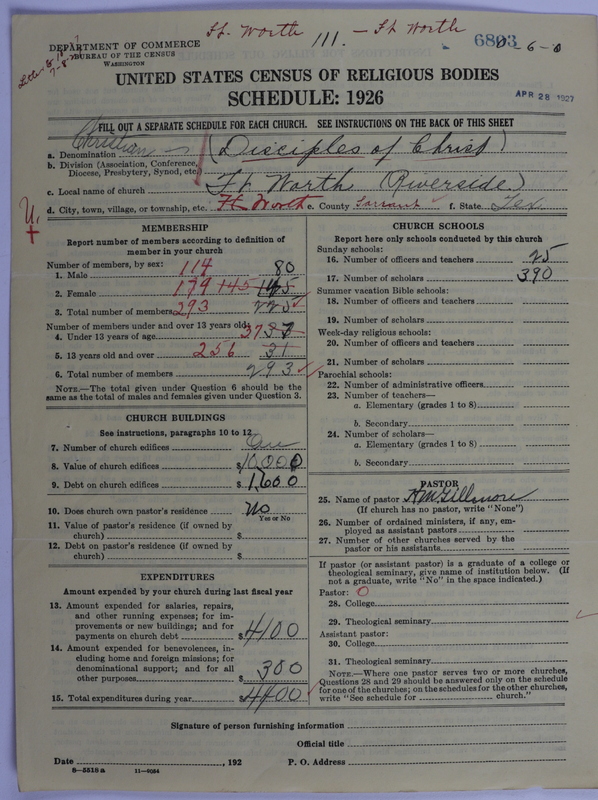 Ft. Worth 111. - Ft Worth
DEPARTMENT OF COMMERCE
BUREAU OF THE CENSUS
WASHINGTON
6803 0-6-0
UNITED STATES CENSUS OF RELIGIOUS BODIES
SCHEDULE: 1926
APR 28 1927
FILL OUT A SEPARATE SCHEDULE FOR EACH CHURCH. SEE INSTRUCTIONS ON THE BACK OF THIS SHEET
a. Denomination Christian (Disciples of Christ)
b. Division (Association, Conference, Diocese, Presbytery, Synod, etc.)
c. Local name of church Ft Worth (Riverside)
d. City, town, village, or township, etc. Ft Worth e. County Tarrant f. State Tex
MEMBERSHIP
Report number of members according to definition of
member in your church
Number of members, by sex:
1. Male 114 80
2. Female 179 145 145
3. Total number of members 293 225
Number of members under and over 13 years old:
4. Under 13 years of age 37
5. 13 years old and over 256 31
6. Total number of members 293
NOTE.—The total given under Question 6 should be the
same as the total of males and females given under Question 3.
CHURCH BUILDINGS
See instructions, paragraphs 10 to 12
7. Number of church edifices One
8. Value of church edifices $10,000
9. Debt on church edifices $1,600
10. Does church own pastor's residence No
Yes or No
11. Value of pastor's residence (if owned by
church) $
12. Debt on pastor's residence (if owned by
church) $
EXPENDITURES
Amount expended by your church during last fiscal year
13. Amount expended for salaries, repairs,
and other running expenses; for im-
provements or new buildings; and for
payments on church debt $4100
14. Amount expended for benevolences, in-
cluding home and foreign missions; for
denominational support; and for all
other purposes $300
15. Total expenditures during year $4400
CHURCH SCHOOLS
Report here only schools conducted by this church
Sunday schools:
16. Number of officers and teachers 25
17. Number of scholars 390
Summer vacation Bible schools:
18. Number of officers and teachers
19. Number of scholars
Week-day religious schools:
20. Number of officers and teachers
21. Number of scholars
Parochial schools:
22. Number of administrative officers
23. Number of teachers—
a. Elementary (grades 1 to 8)
b. Secondary
24. Number of scholars—
a. Elementary (grades 1 to 8)
b. Secondary
PASTOR
25. Name of pastor H M Gillmore
(If church has no pastor, write "None")
26. Number of ordained ministers, if any, em-
ployed as assistant pastors
27. Number of other churches served by the
pastor or his assistants
If pastor (or assistant pastor) is a graduate of a college or
theological seminary, give name of institution below. (If
not a graduate, write "No" in the space indicated.)
Pastor: O
28. College
29. Theological seminary
Assistant pastor:
30. College
31. Theological seminary
NOTE.—Where one pastor serves two or more churches,
Questions 28 and 29 should be answered only on the schedule
for one of the churches; on the schedules for the other churches,
write "See schedule for church."
Signature of person furnishing information
Official title
Date , 192 P. O. Address
8—5518 a 11—9054